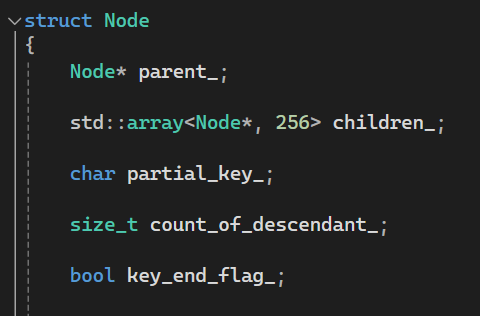 struct Node
{
Node* parent_;
std::array<Node*, 256> children_;
char partial_key_;
size_t count_of_descendant_;
bool key_end_flag_;